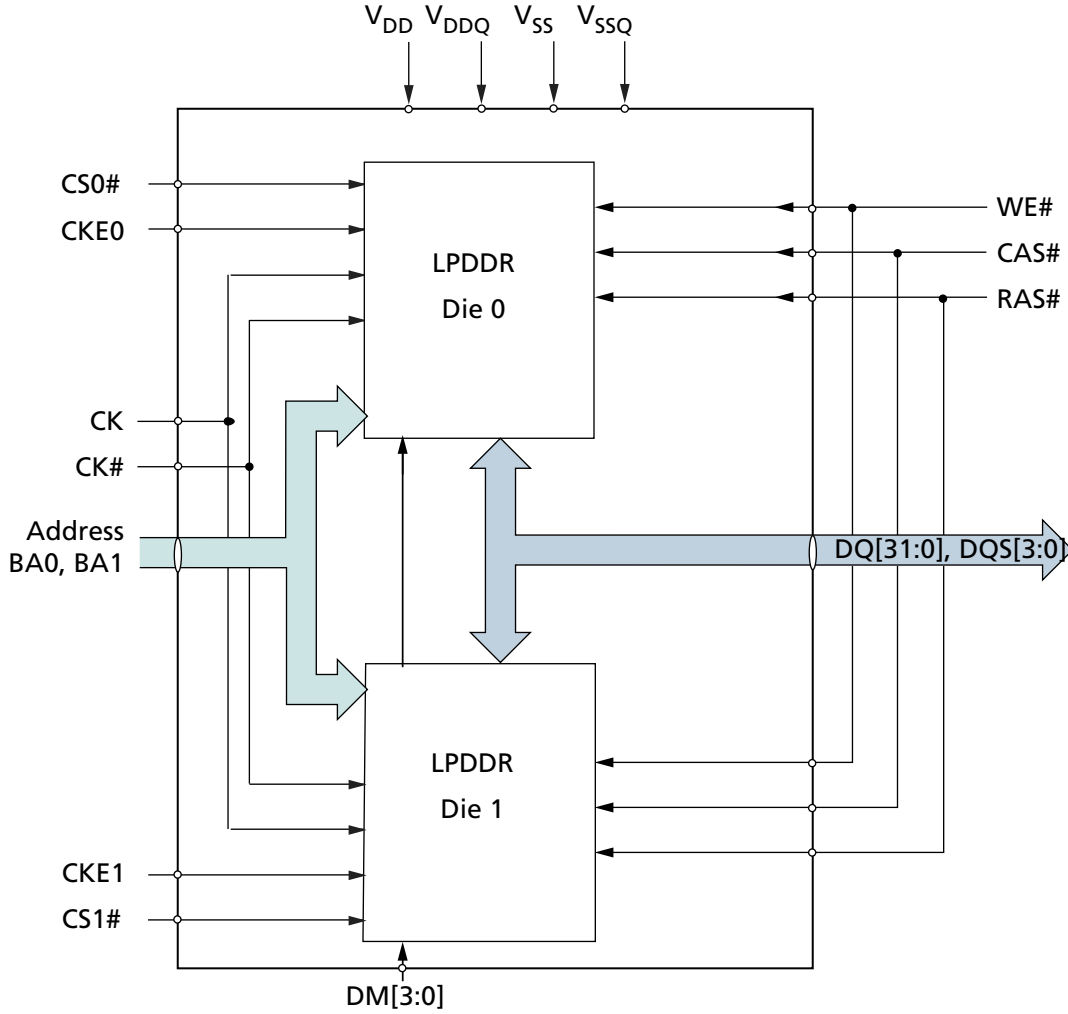 VDD VDDQ VSS VSSQ
CS0#
CKE0
WE#
CAS#
RAS#
LPDDR
Die 0
CK
CK#
Address
BA0, BA1
DQ[31:0], DQS[3:0]
LPDDR
Die 1
CKE1
CS1#
DM[3:0]